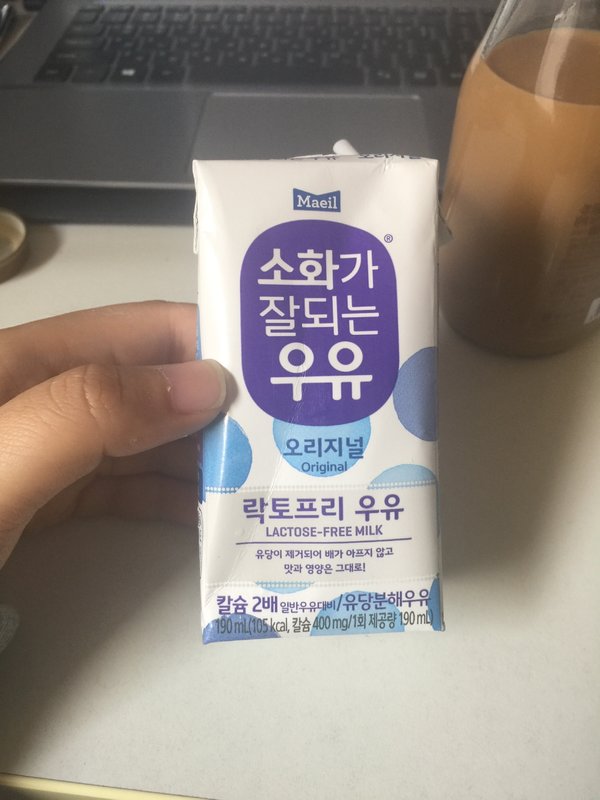 Maeil
®
소화가
잘되는
우유
오리지널
Original
락토프리 우유
LACTOSE-FREE MILK
유당이 제거되어 배가 아프지 않고
맛과 영양은 그대로!
칼슘 2배 일반우유대비/유당분해우유
190 mL(105 kcal, 칼슘 400 mg/1회 제공량 190 mL)